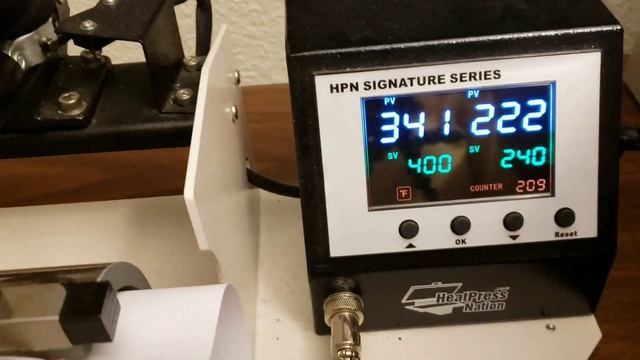 HPN SIGNATURE SERIES
PV PV
341 222
SV SV
400 240
°F COUNTER 209
OK Reset
HeatPress
Nation